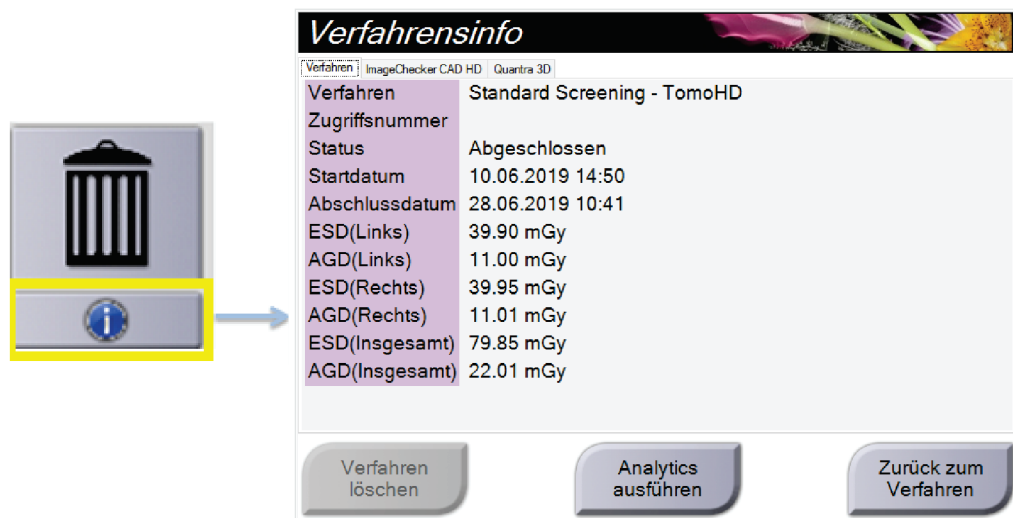 Verfahrensinfo
Verfahren ImageChecker CAD HD Quantra 3D
Verfahren Standard Screening - TomoHD
Zugriffsnummer
Status Abgeschlossen
Startdatum 10.06.2019 14:50
Abschlussdatum 28.06.2019 10:41
ESD(Links) 39.90 mGy
AGD(Links) 11.00 mGy
ESD(Rechts) 39.95 mGy
AGD(Rechts) 11.01 mGy
ESD(Insgesamt) 79.85 mGy
AGD(Insgesamt) 22.01 mGy
i
Verfahren
löschen
Analytics
ausführen
Zurück zum
Verfahren